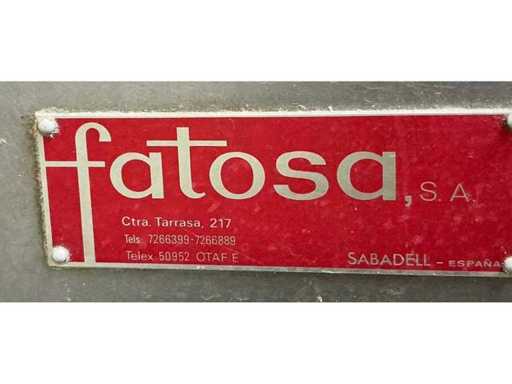 fatosa, S. A.
Ctra. Tarrasa, 217
Tels. 7266399-7266889
Telex 50952 OTAF E
SABADELL - ESPAÑA